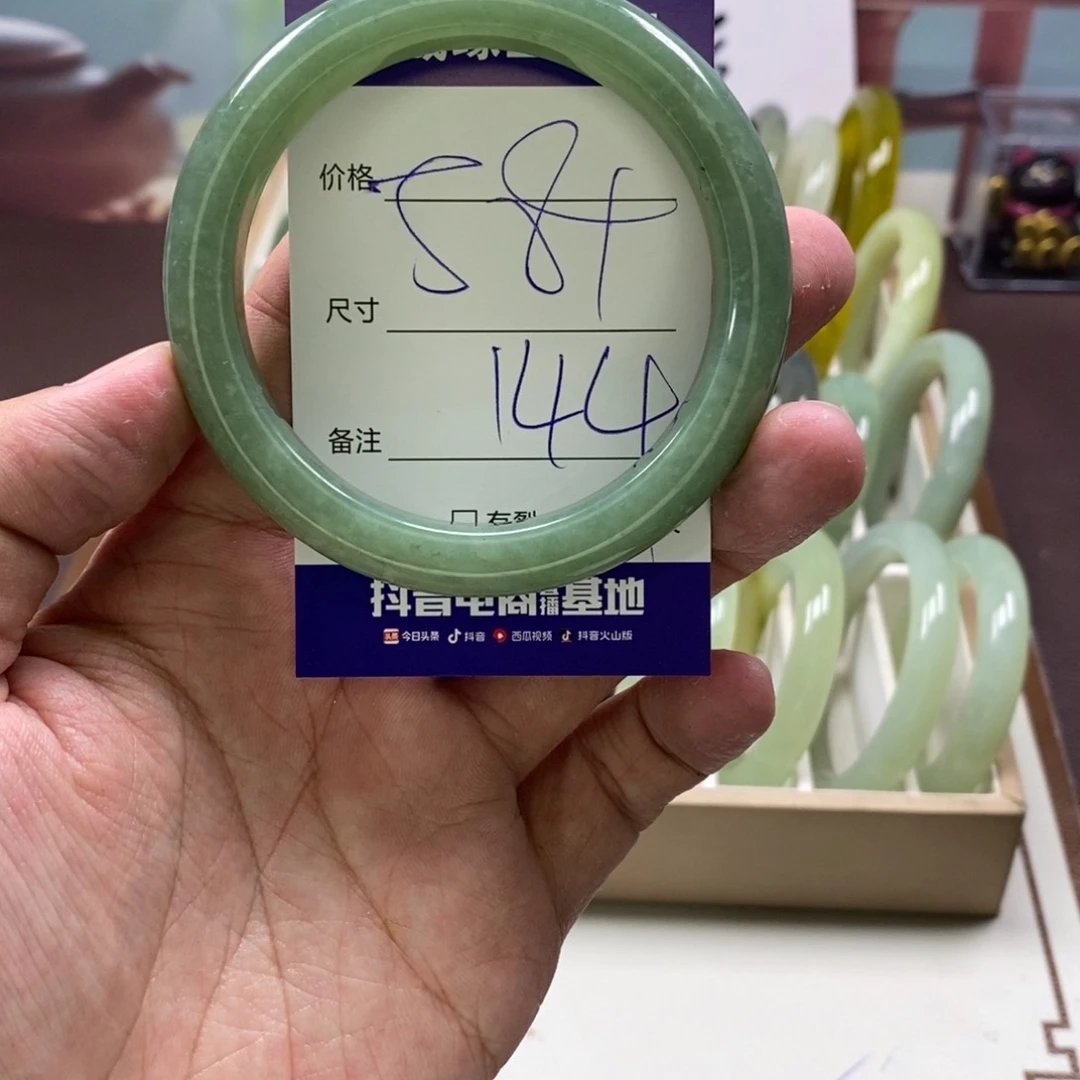 价格 58+
尺寸
144
备注
抖音电商直播基地
今日头条 抖音 西瓜视频 抖音火山版